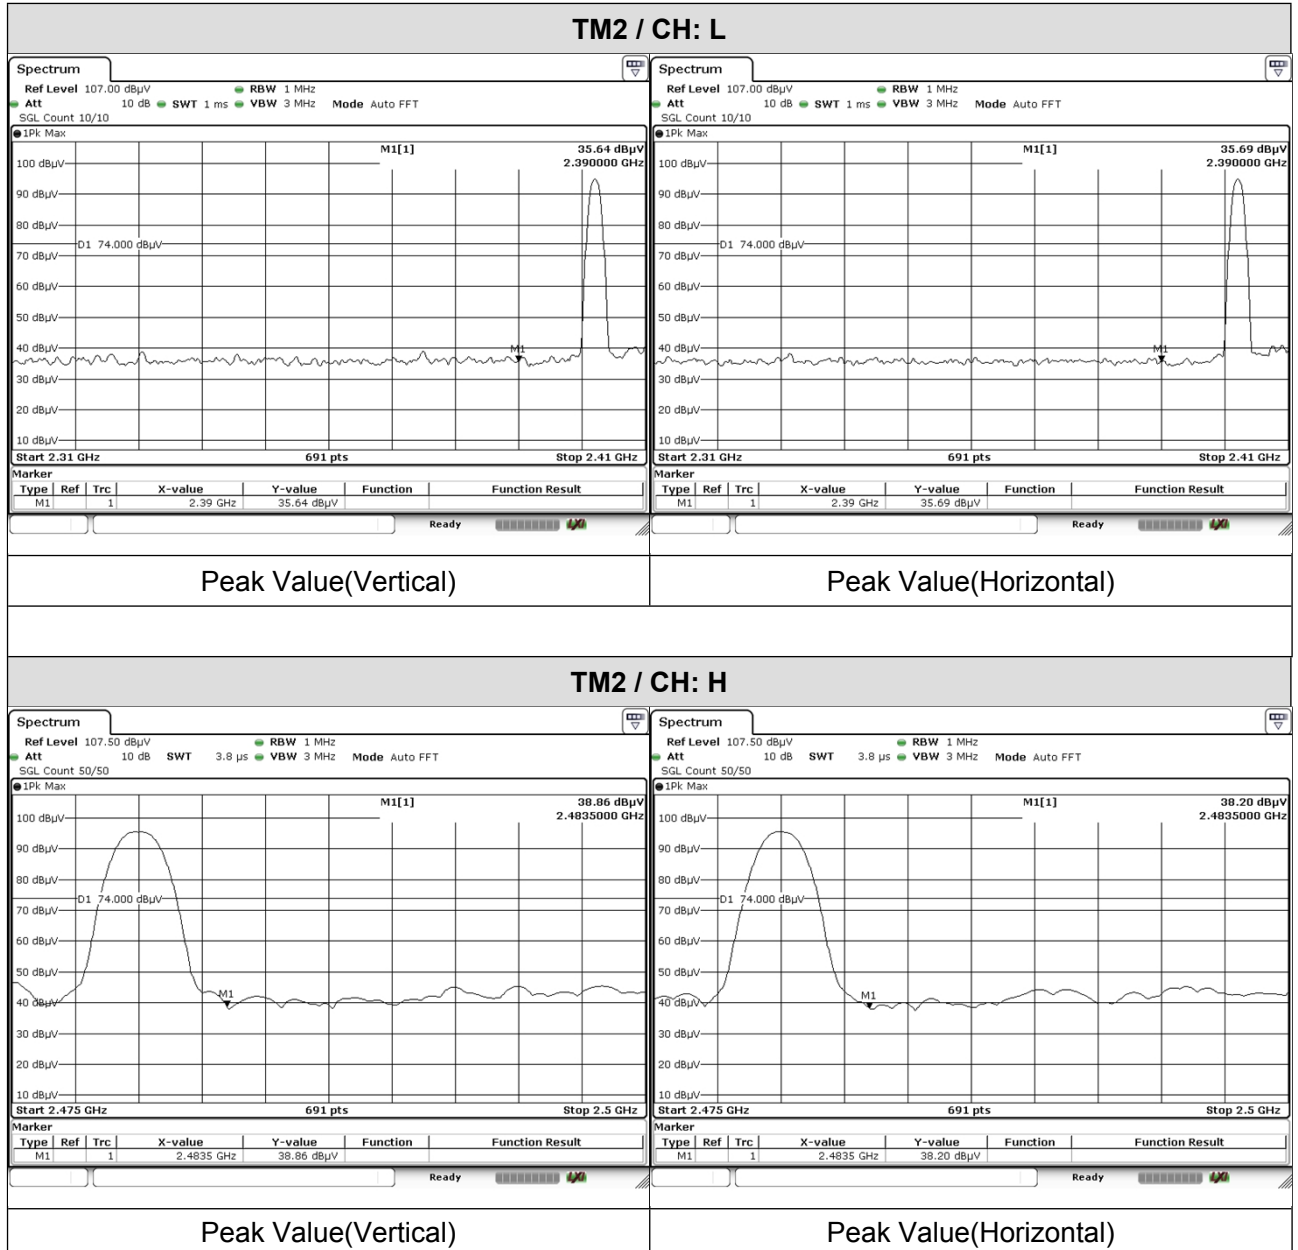 TM2 / CH: L
Spectrum
Ref Level 107.00 dBµV RBW 1 MHz
Att 10 dB SWT 1 ms VBW 3 MHz Mode Auto FFT
SGL Count 10/10
1Pk Max
M1[1] 35.64 dBµV
2.390000 GHz
100 dBµV
90 dBµV
80 dBµV
D1 74.000 dBµV
70 dBµV
60 dBµV
50 dBµV
40 dBµV
M1
30 dBµV
20 dBµV
10 dBµV
Start 2.31 GHz 691 pts Stop 2.41 GHz
Marker
Type Ref Trc X-value Y-value Function Function Result
M1 1 2.39 GHz 35.64 dBµV
Ready LXI
Peak Value(Vertical)
Spectrum
Ref Level 107.00 dBµV RBW 1 MHz
Att 10 dB SWT 1 ms VBW 3 MHz Mode Auto FFT
SGL Count 10/10
1Pk Max
M1[1] 35.69 dBµV
2.390000 GHz
100 dBµV
90 dBµV
80 dBµV
D1 74.000 dBµV
70 dBµV
60 dBµV
50 dBµV
40 dBµV
M1
30 dBµV
20 dBµV
10 dBµV
Start 2.31 GHz 691 pts Stop 2.41 GHz
Marker
Type Ref Trc X-value Y-value Function Function Result
M1 1 2.39 GHz 35.69 dBµV
Ready LXI
Peak Value(Horizontal)
TM2 / CH: H
Spectrum
Ref Level 107.50 dBµV RBW 1 MHz
Att 10 dB SWT 3.8 µs VBW 3 MHz Mode Auto FFT
SGL Count 50/50
1Pk Max
M1[1] 38.86 dBµV
2.4835000 GHz
100 dBµV
90 dBµV
80 dBµV
D1 74.000 dBµV
70 dBµV
60 dBµV
50 dBµV
M1
40 dBµV
30 dBµV
20 dBµV
10 dBµV
Start 2.475 GHz 691 pts Stop 2.5 GHz
Marker
Type Ref Trc X-value Y-value Function Function Result
M1 1 2.4835 GHz 38.86 dBµV
Ready LXI
Peak Value(Vertical)
Spectrum
Ref Level 107.50 dBµV RBW 1 MHz
Att 10 dB SWT 3.8 µs VBW 3 MHz Mode Auto FFT
SGL Count 50/50
1Pk Max
M1[1] 38.20 dBµV
2.4835000 GHz
100 dBµV
90 dBµV
80 dBµV
D1 74.000 dBµV
70 dBµV
60 dBµV
50 dBµV
M1
40 dBµV
30 dBµV
20 dBµV
10 dBµV
Start 2.475 GHz 691 pts Stop 2.5 GHz
Marker
Type Ref Trc X-value Y-value Function Function Result
M1 1 2.4835 GHz 38.20 dBµV
Ready LXI
Peak Value(Horizontal)